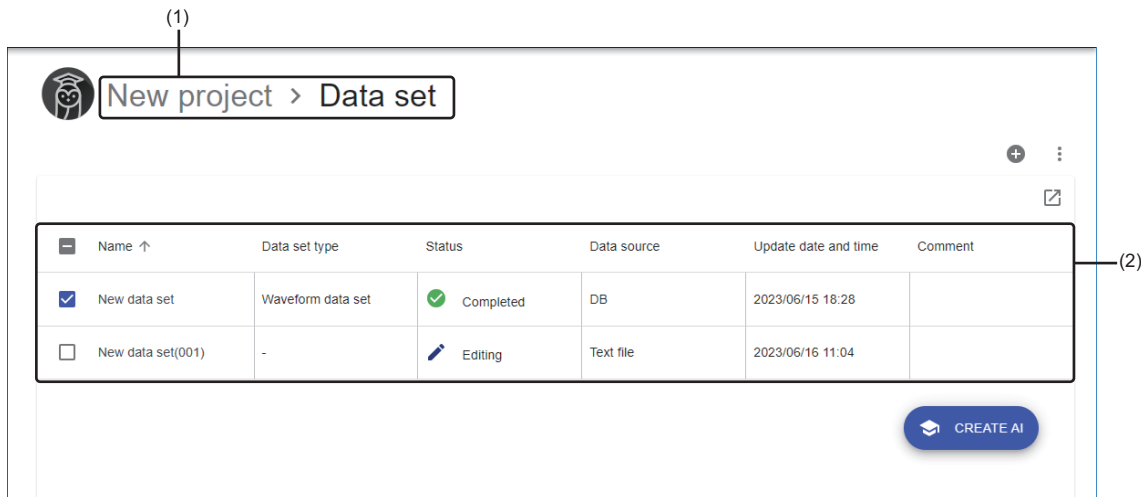 (1)
New project > Data set
Name ↑ Data set type Status Data source Update date and time Comment
(2)
New data set Waveform data set Completed DB 2023/06/15 18:28
New data set(001) - Editing Text file 2023/06/16 11:04
CREATE AI